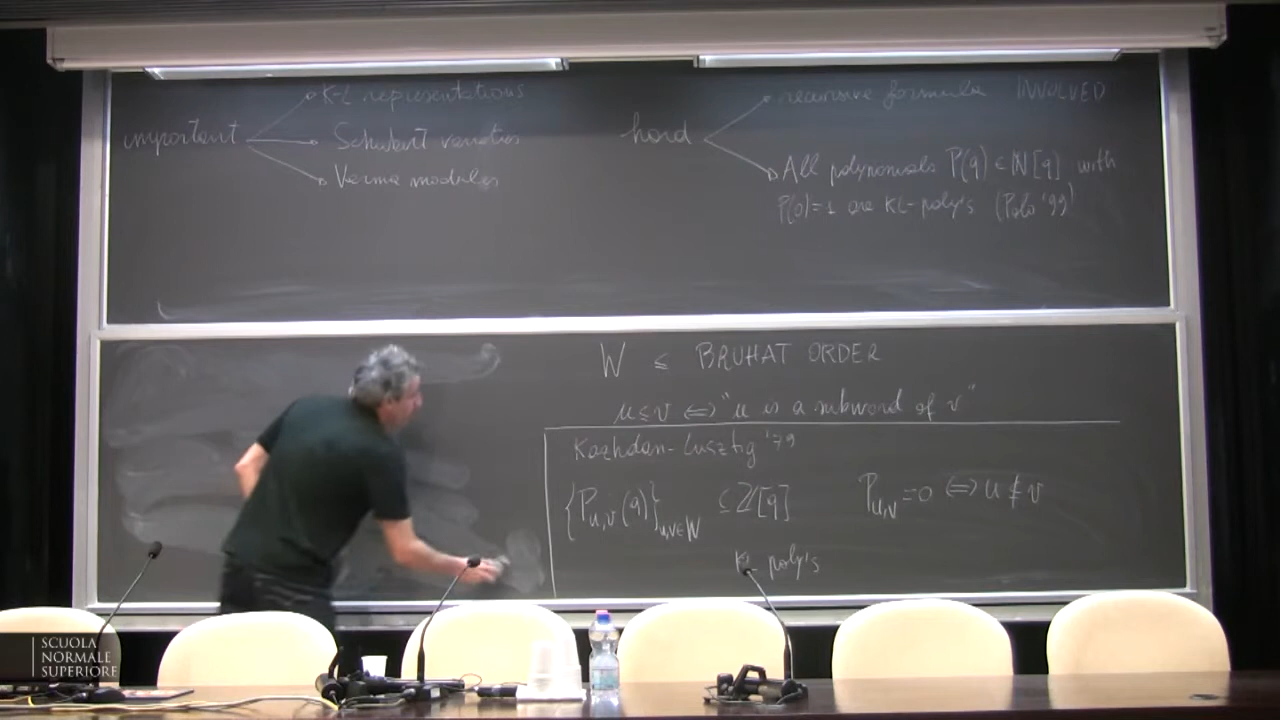 important
K-L representations
Schubert varieties
Verma modules
hard
recursive formula INVOLVED
All polynomials P(q) ∈ ℕ[q] with
P(0)=1 are KL-poly's (Polo '99)
W ≤ BRUHAT ORDER
u ≤ v ⇔ "u is a subword of v"
Kazhdan-Lusztig '79
{P_{u,v}(q)}_{u,v∈W} ⊆ ℤ[q] P_{u,v}=0 ⇔ u ≰ v
KL poly's
SCUOLA
NORMALE
SUPERIORE